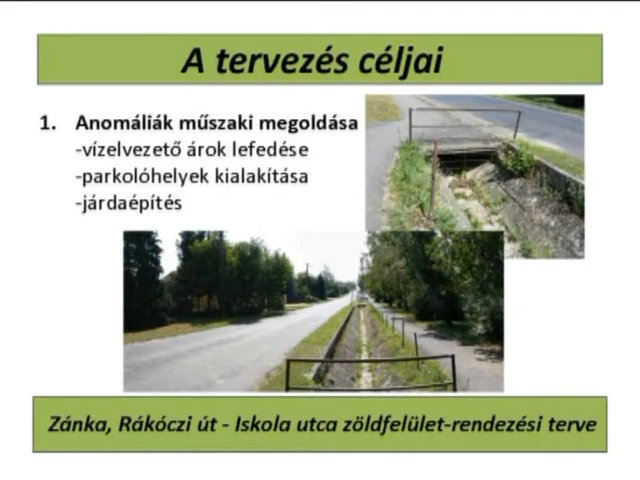 A tervezés céljai
1. Anomáliák műszaki megoldása
-vízelvezető árok lefedése
-parkolóhelyek kialakítása
-járdaépítés
Zánka, Rákóczi út - Iskola utca zöldfelület-rendezési terve